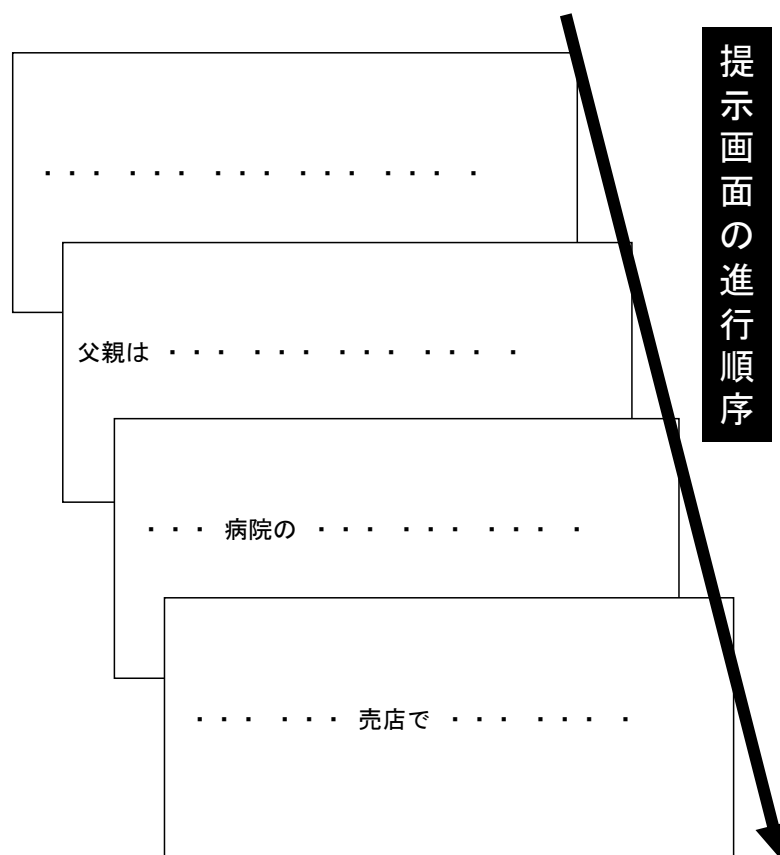 提示画面の進行順序
・・・ ・・・ ・・・ ・・・ ・・・・ ・
父親は ・・・ ・・・ ・・・ ・・・・ ・
・・・ 病院の ・・・ ・・・ ・・・・ ・
・・・ ・・・ 売店で ・・・ ・・・・ ・